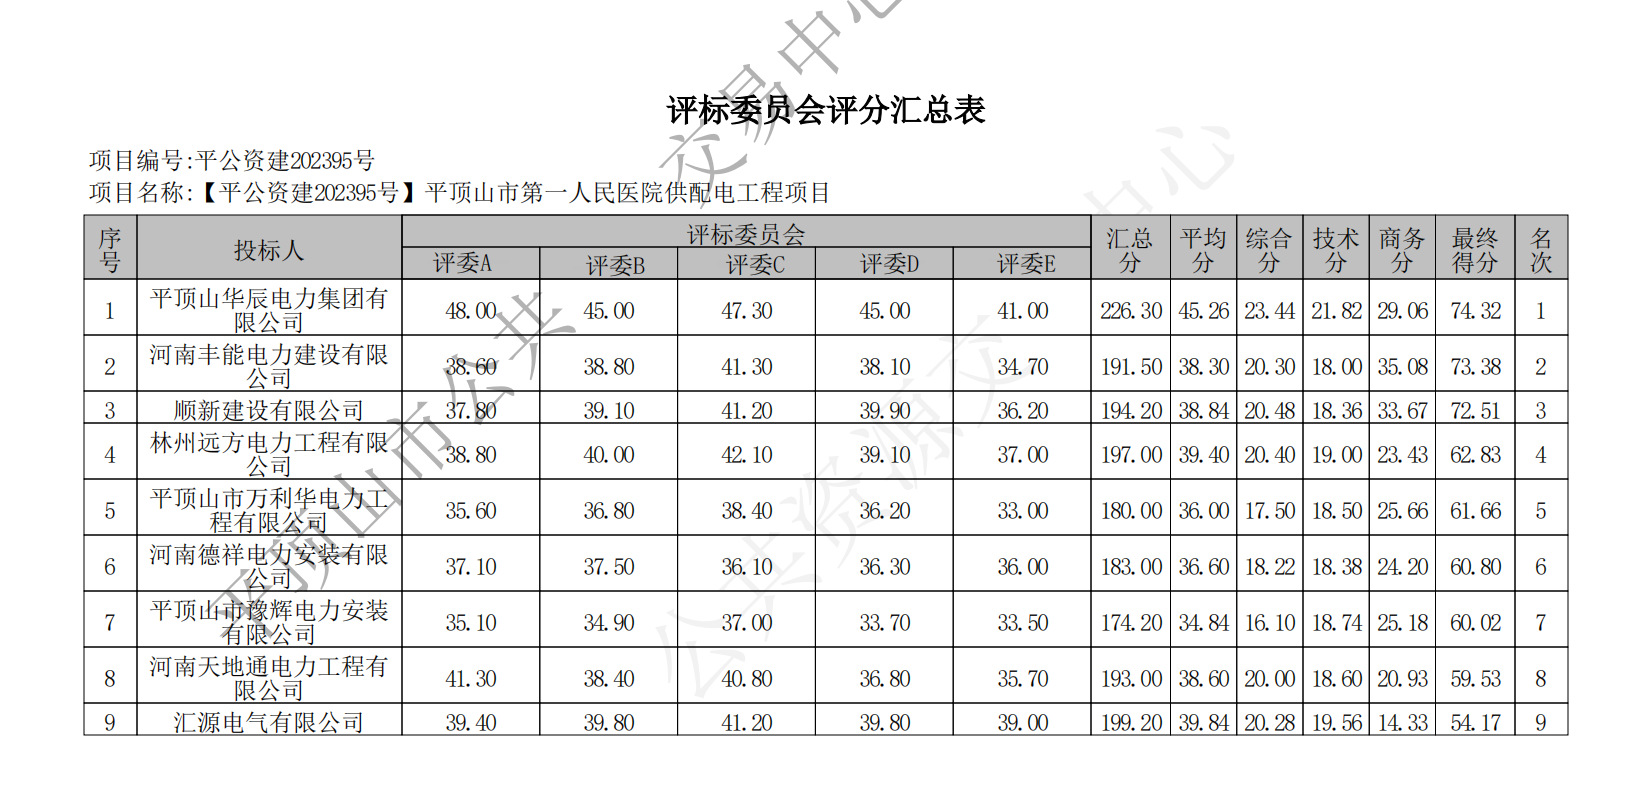 评标委员会评分汇总表
项目编号:平公资建202395号
项目名称:【平公资建202395号】平顶山市第一人民医院供配电工程项目
序号 投标人 评标委员会 汇总分 平均分 综合分 技术分 商务分 最终得分 名次
评委A 评委B 评委C 评委D 评委E
1 平顶山华辰电力集团有限公司 48.00 45.00 47.30 45.00 41.00 226.30 45.26 23.44 21.82 29.06 74.32 1
2 河南丰能电力建设有限公司 38.60 38.80 41.30 38.10 34.70 191.50 38.30 20.30 18.00 35.08 73.38 2
3 顺新建设有限公司 37.80 39.10 41.20 39.90 36.20 194.20 38.84 20.48 18.36 33.67 72.51 3
4 林州远方电力工程有限公司 38.80 40.00 42.10 39.10 37.00 197.00 39.40 20.40 19.00 23.43 62.83 4
5 平顶山市万利华电力工程有限公司 35.60 36.80 38.40 36.20 33.00 180.00 36.00 17.50 18.50 25.66 61.66 5
6 河南德祥电力安装有限公司 37.10 37.50 36.10 36.30 36.00 183.00 36.60 18.22 18.38 24.20 60.80 6
7 平顶山市豫辉电力安装有限公司 35.10 34.90 37.00 33.70 33.50 174.20 34.84 16.10 18.74 25.18 60.02 7
8 河南天地通电力工程有限公司 41.30 38.40 40.80 36.80 35.70 193.00 38.60 20.00 18.60 20.93 59.53 8
9 汇源电气有限公司 39.40 39.80 41.20 39.80 39.00 199.20 39.84 20.28 19.56 14.33 54.17 9
平顶山市公共
交易中心
公共资源交
中心